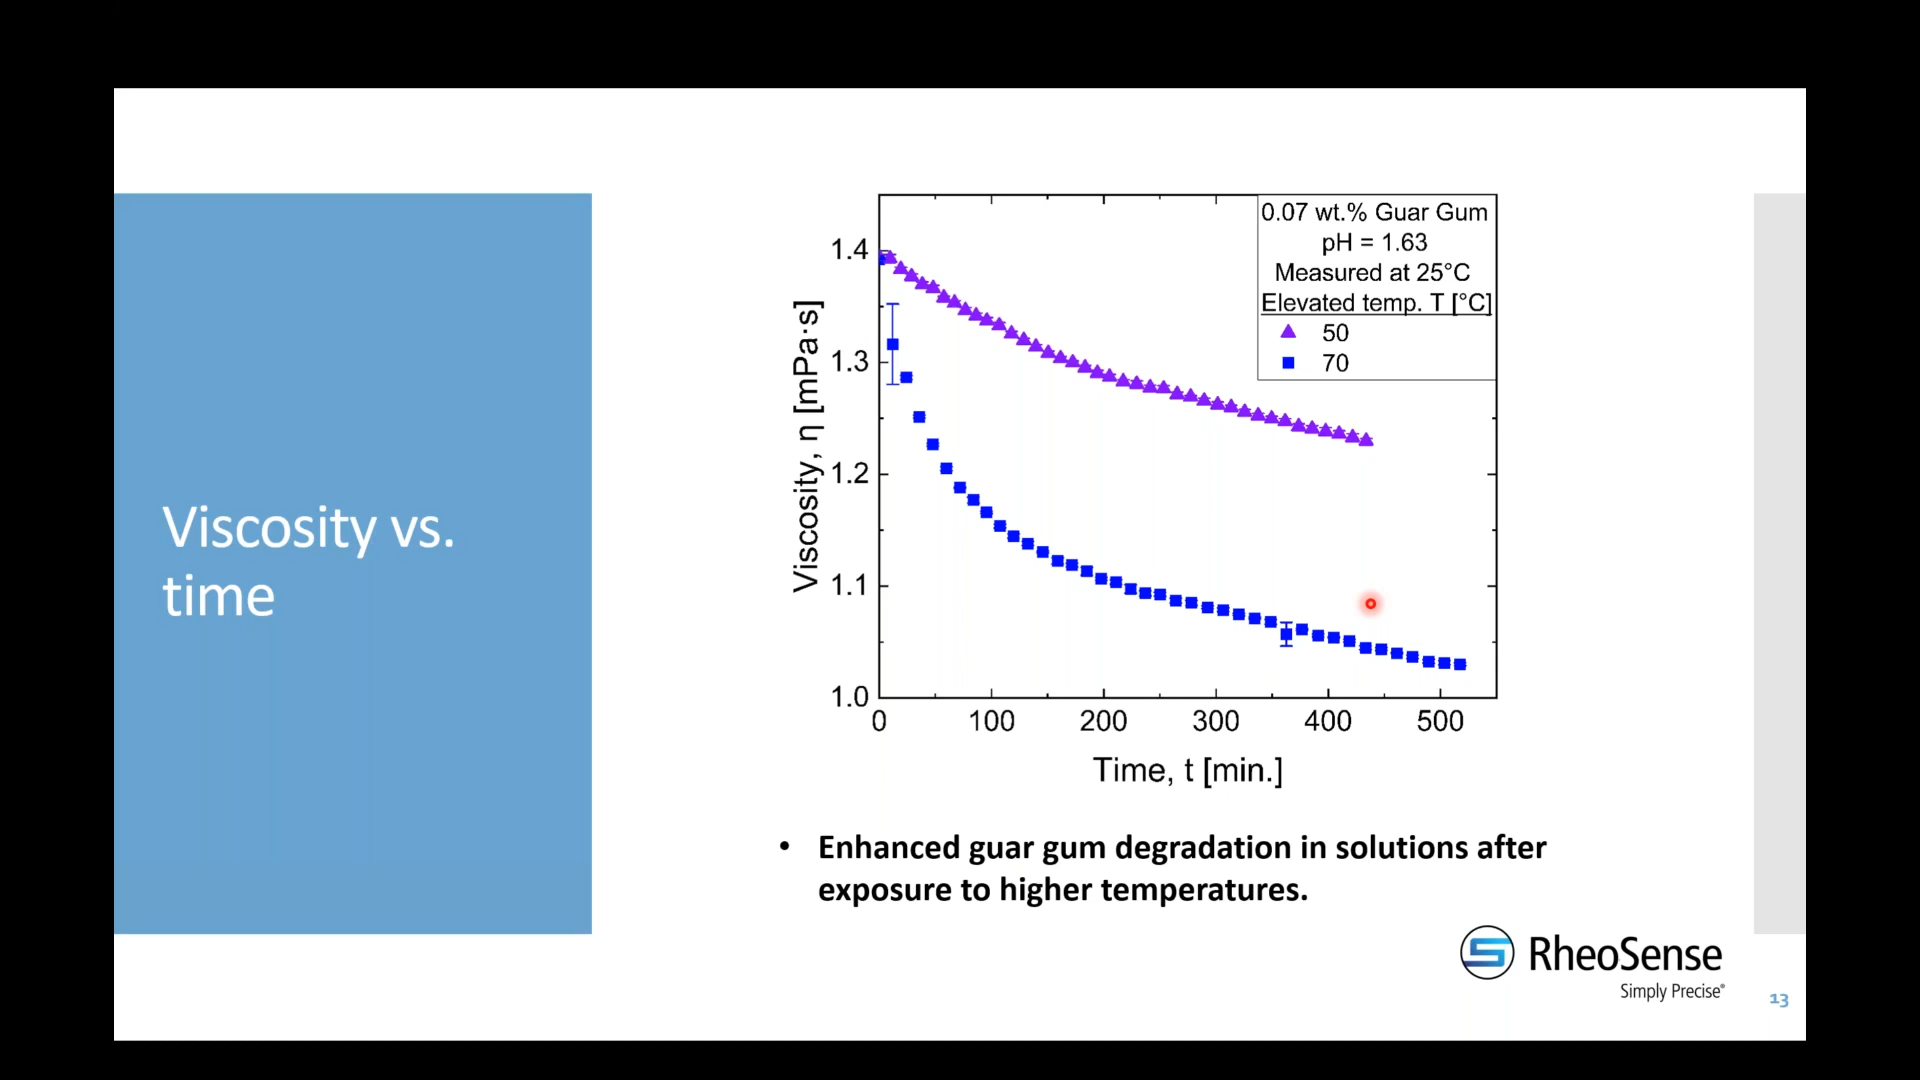 Viscosity vs.
time
0.07 wt.% Guar Gum
pH = 1.63
Measured at 25°C
Elevated temp. T [°C]
50
70
1.4
1.3
1.2
1.1
1.0
Viscosity, η [mPa·s]
0 100 200 300 400 500
Time, t [min.]
• Enhanced guar gum degradation in solutions after
exposure to higher temperatures.
RheoSense
Simply Precise®
13